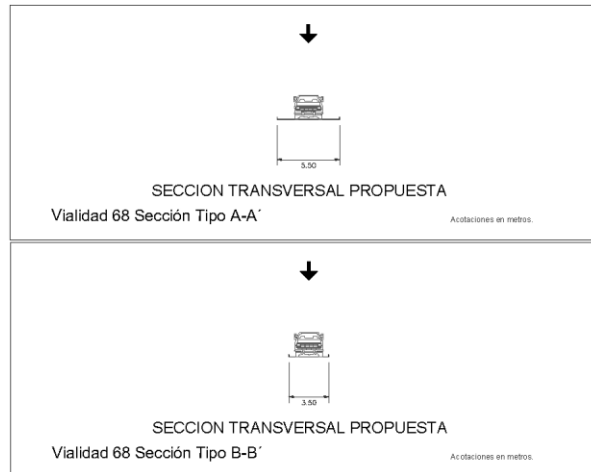 5.50
SECCION TRANSVERSAL PROPUESTA
Vialidad 68 Sección Tipo A-A´
Acotaciones en metros.
3.50
SECCION TRANSVERSAL PROPUESTA
Vialidad 68 Sección Tipo B-B´
Acotaciones en metros.